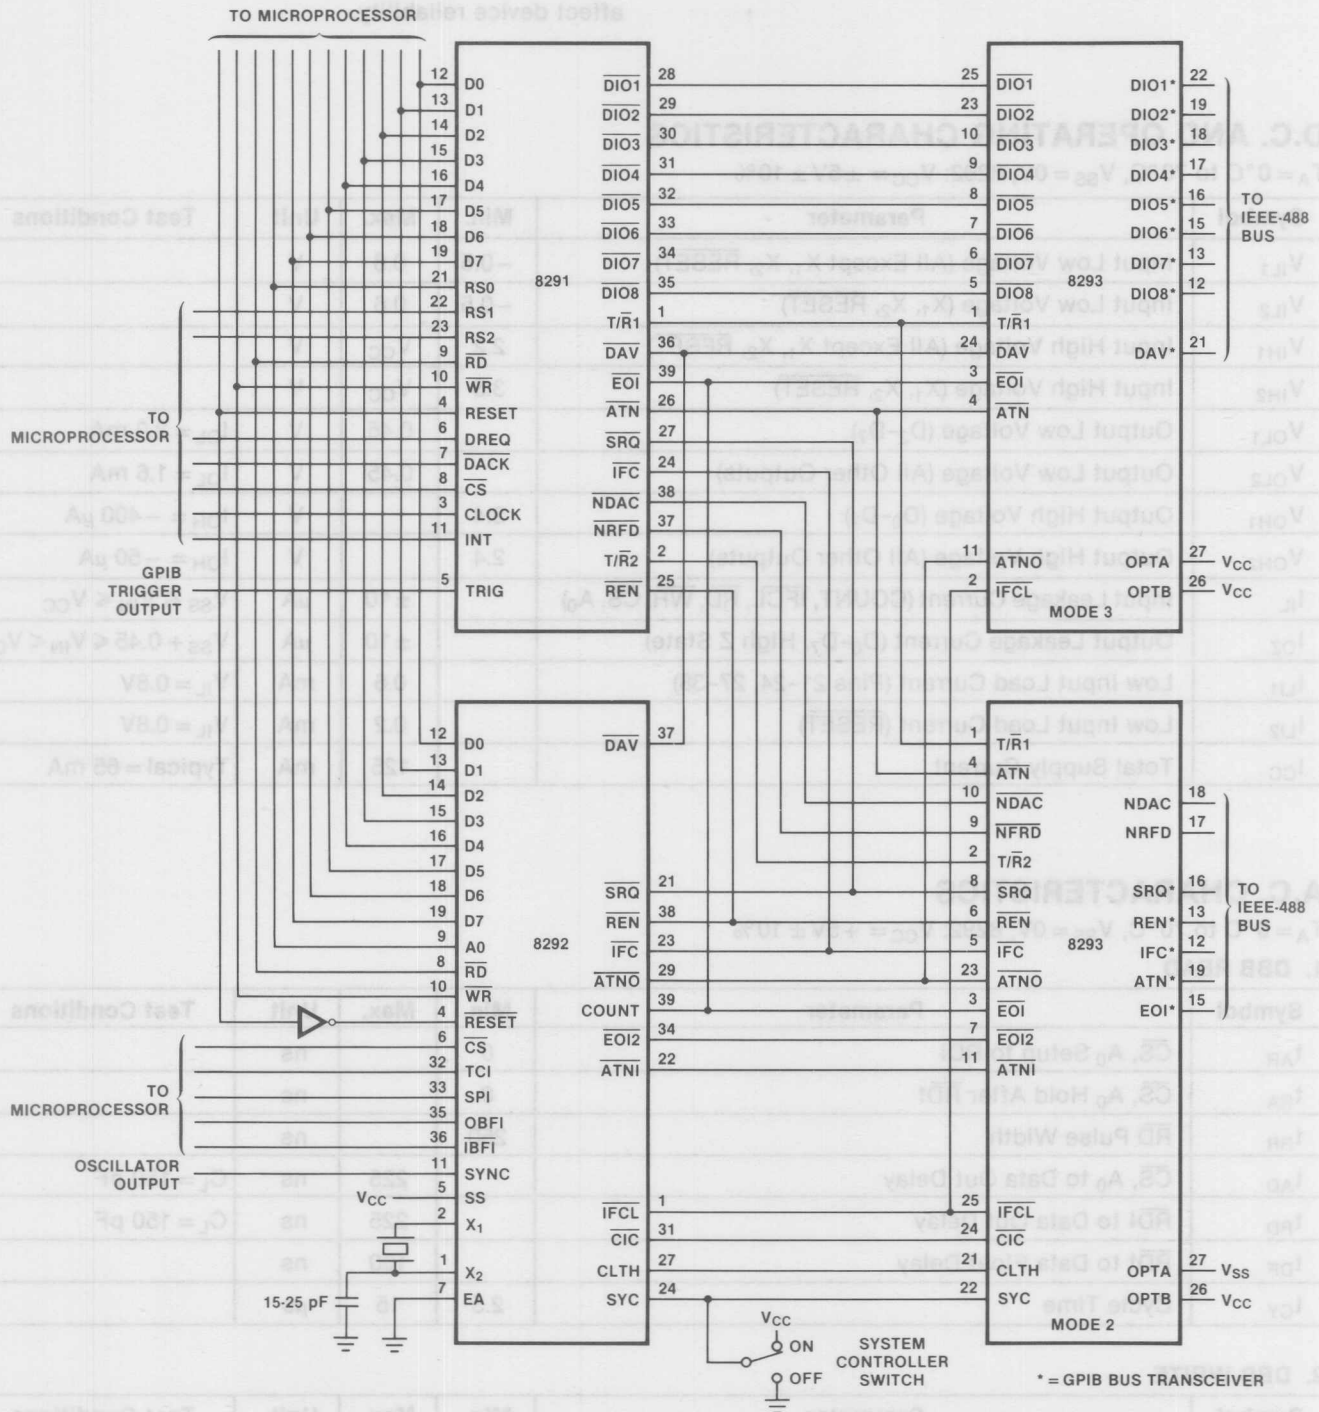 TO MICROPROCESSOR
12 D0
13 D1
14 D2
15 D3
16 D4
17 D5
18 D6
19 D7
21 RS0
22 RS1
23 RS2
9 RD
10 WR
4 RESET
6 DREQ
7 DACK
8 CS
3 CLOCK
11 INT
5 TRIG
TO
MICROPROCESSOR
GPIB
TRIGGER
OUTPUT
8291
DIO1 28
DIO2 29
DIO3 30
DIO4 31
DIO5 32
DIO6 33
DIO7 34
DIO8 35
T/R1 1
DAV 36
EOI 39
ATN 26
SRQ 27
IFC 24
NDAC 38
NRFD 37
T/R2 2
REN 25
25 DIO1
23 DIO2
10 DIO3
9 DIO4
8 DIO5
7 DIO6
6 DIO7
5 DIO8
1 T/R1
24 DAV
3 EOI
4 ATN
11 ATNO
2 IFCL
8293
MODE 3
DIO1* 22
DIO2* 19
DIO3* 18
DIO4* 17
DIO5* 16
DIO6* 15
DIO7* 13
DIO8* 12
DAV* 21
OPTA 27 VCC
OPTB 26 VCC
TO
IEEE-488
BUS
12 D0
13 D1
14 D2
15 D3
16 D4
17 D5
18 D6
19 D7
9 A0
8 RD
10 WR
4 RESET
6 CS
32 TCI
33 SPI
35 OBFI
36 IBFI
11 SYNC
VCC 5 SS
2 X1
1 X2
7 EA
TO
MICROPROCESSOR
OSCILLATOR
OUTPUT
15-25 pF
8292
DAV 37
SRQ 21
REN 38
IFC 23
ATNO 29
COUNT 39
EOI2 34
ATNI 22
IFCL 1
CIC 31
CLTH 27
SYC 24
1 T/R1
4 ATN
10 NDAC
9 NFRD
2 T/R2
8 SRQ
6 REN
5 IFC
23 ATNO
3 EOI
7 EOI2
11 ATNI
25 IFCL
24 CIC
21 CLTH
22 SYC
8293
MODE 2
NDAC 18
NRFD 17
SRQ* 16
REN* 13
IFC* 12
ATN* 19
EOI* 15
OPTA 27 VSS
OPTB 26 VCC
TO
IEEE-488
BUS
VCC
ON
OFF
SYSTEM
CONTROLLER
SWITCH
* = GPIB BUS TRANSCEIVER